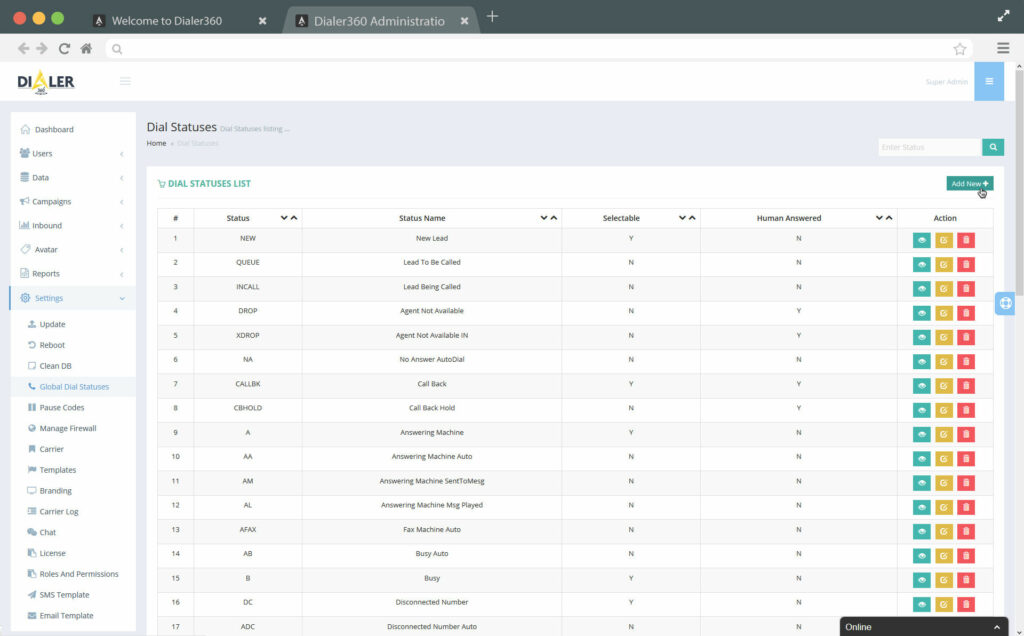 Welcome to Dialer360
Dialer360 Administratio
DIALER
360
Super Admin
Dashboard
Users
Data
Campaigns
Inbound
Avatar
Reports
Settings
Update
Reboot
Clean DB
Global Dial Statuses
Pause Codes
Manage Firewall
Carrier
Templates
Branding
Carrier Log
Chat
License
Roles And Permissions
SMS Template
Email Template
Dial Statuses Dial Statuses listing ...
Home » Dial Statuses
Enter Status
DIAL STATUSES LIST
Add New +
# Status Status Name Selectable Human Answered Action
1 NEW New Lead Y N
2 QUEUE Lead To Be Called N N
3 INCALL Lead Being Called N N
4 DROP Agent Not Available N Y
5 XDROP Agent Not Available IN N Y
6 NA No Answer AutoDial N N
7 CALLBK Call Back Y Y
8 CBHOLD Call Back Hold N Y
9 A Answering Machine Y N
10 AA Answering Machine Auto N N
11 AM Answering Machine SentToMesg N N
12 AL Answering Machine Msg Played N N
13 AFAX Fax Machine Auto N N
14 AB Busy Auto N N
15 B Busy Y N
16 DC Disconnected Number Y N
17 ADC Disconnected Number Auto N N
Online